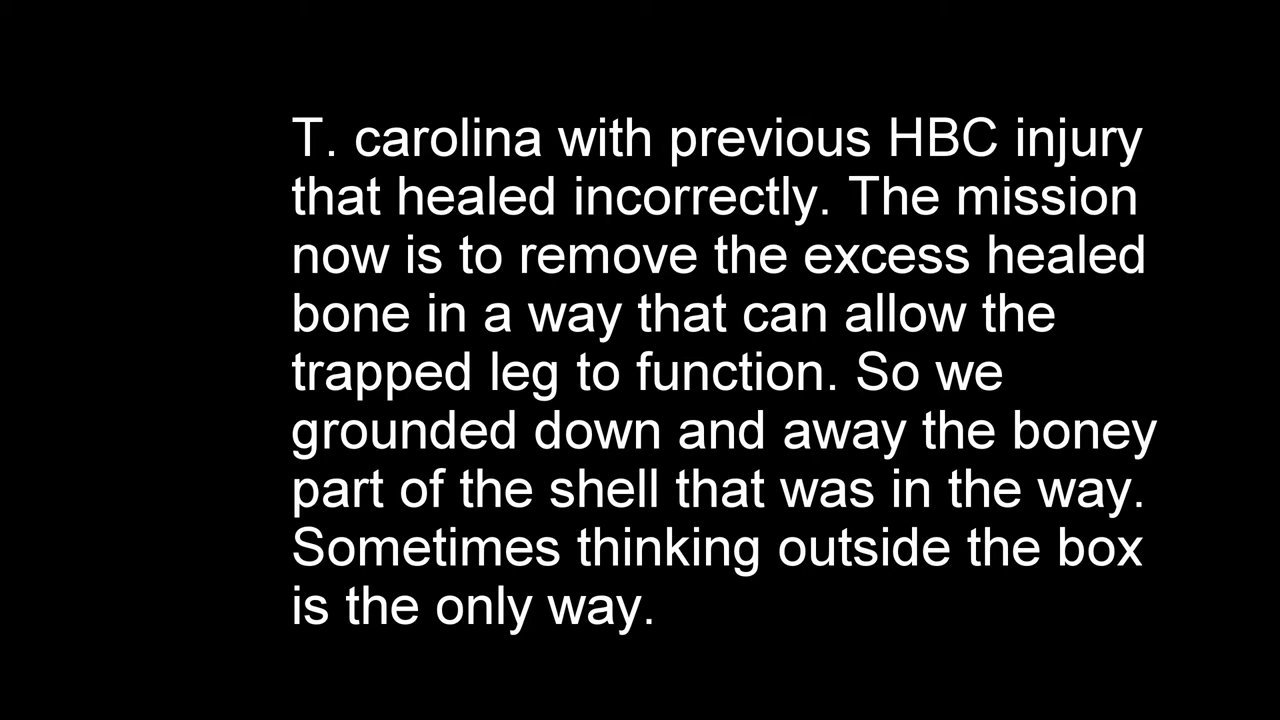 T. carolina with previous HBC injury
that healed incorrectly. The mission
now is to remove the excess healed
bone in a way that can allow the
trapped leg to function. So we
grounded down and away the boney
part of the shell that was in the way.
Sometimes thinking outside the box
is the only way.